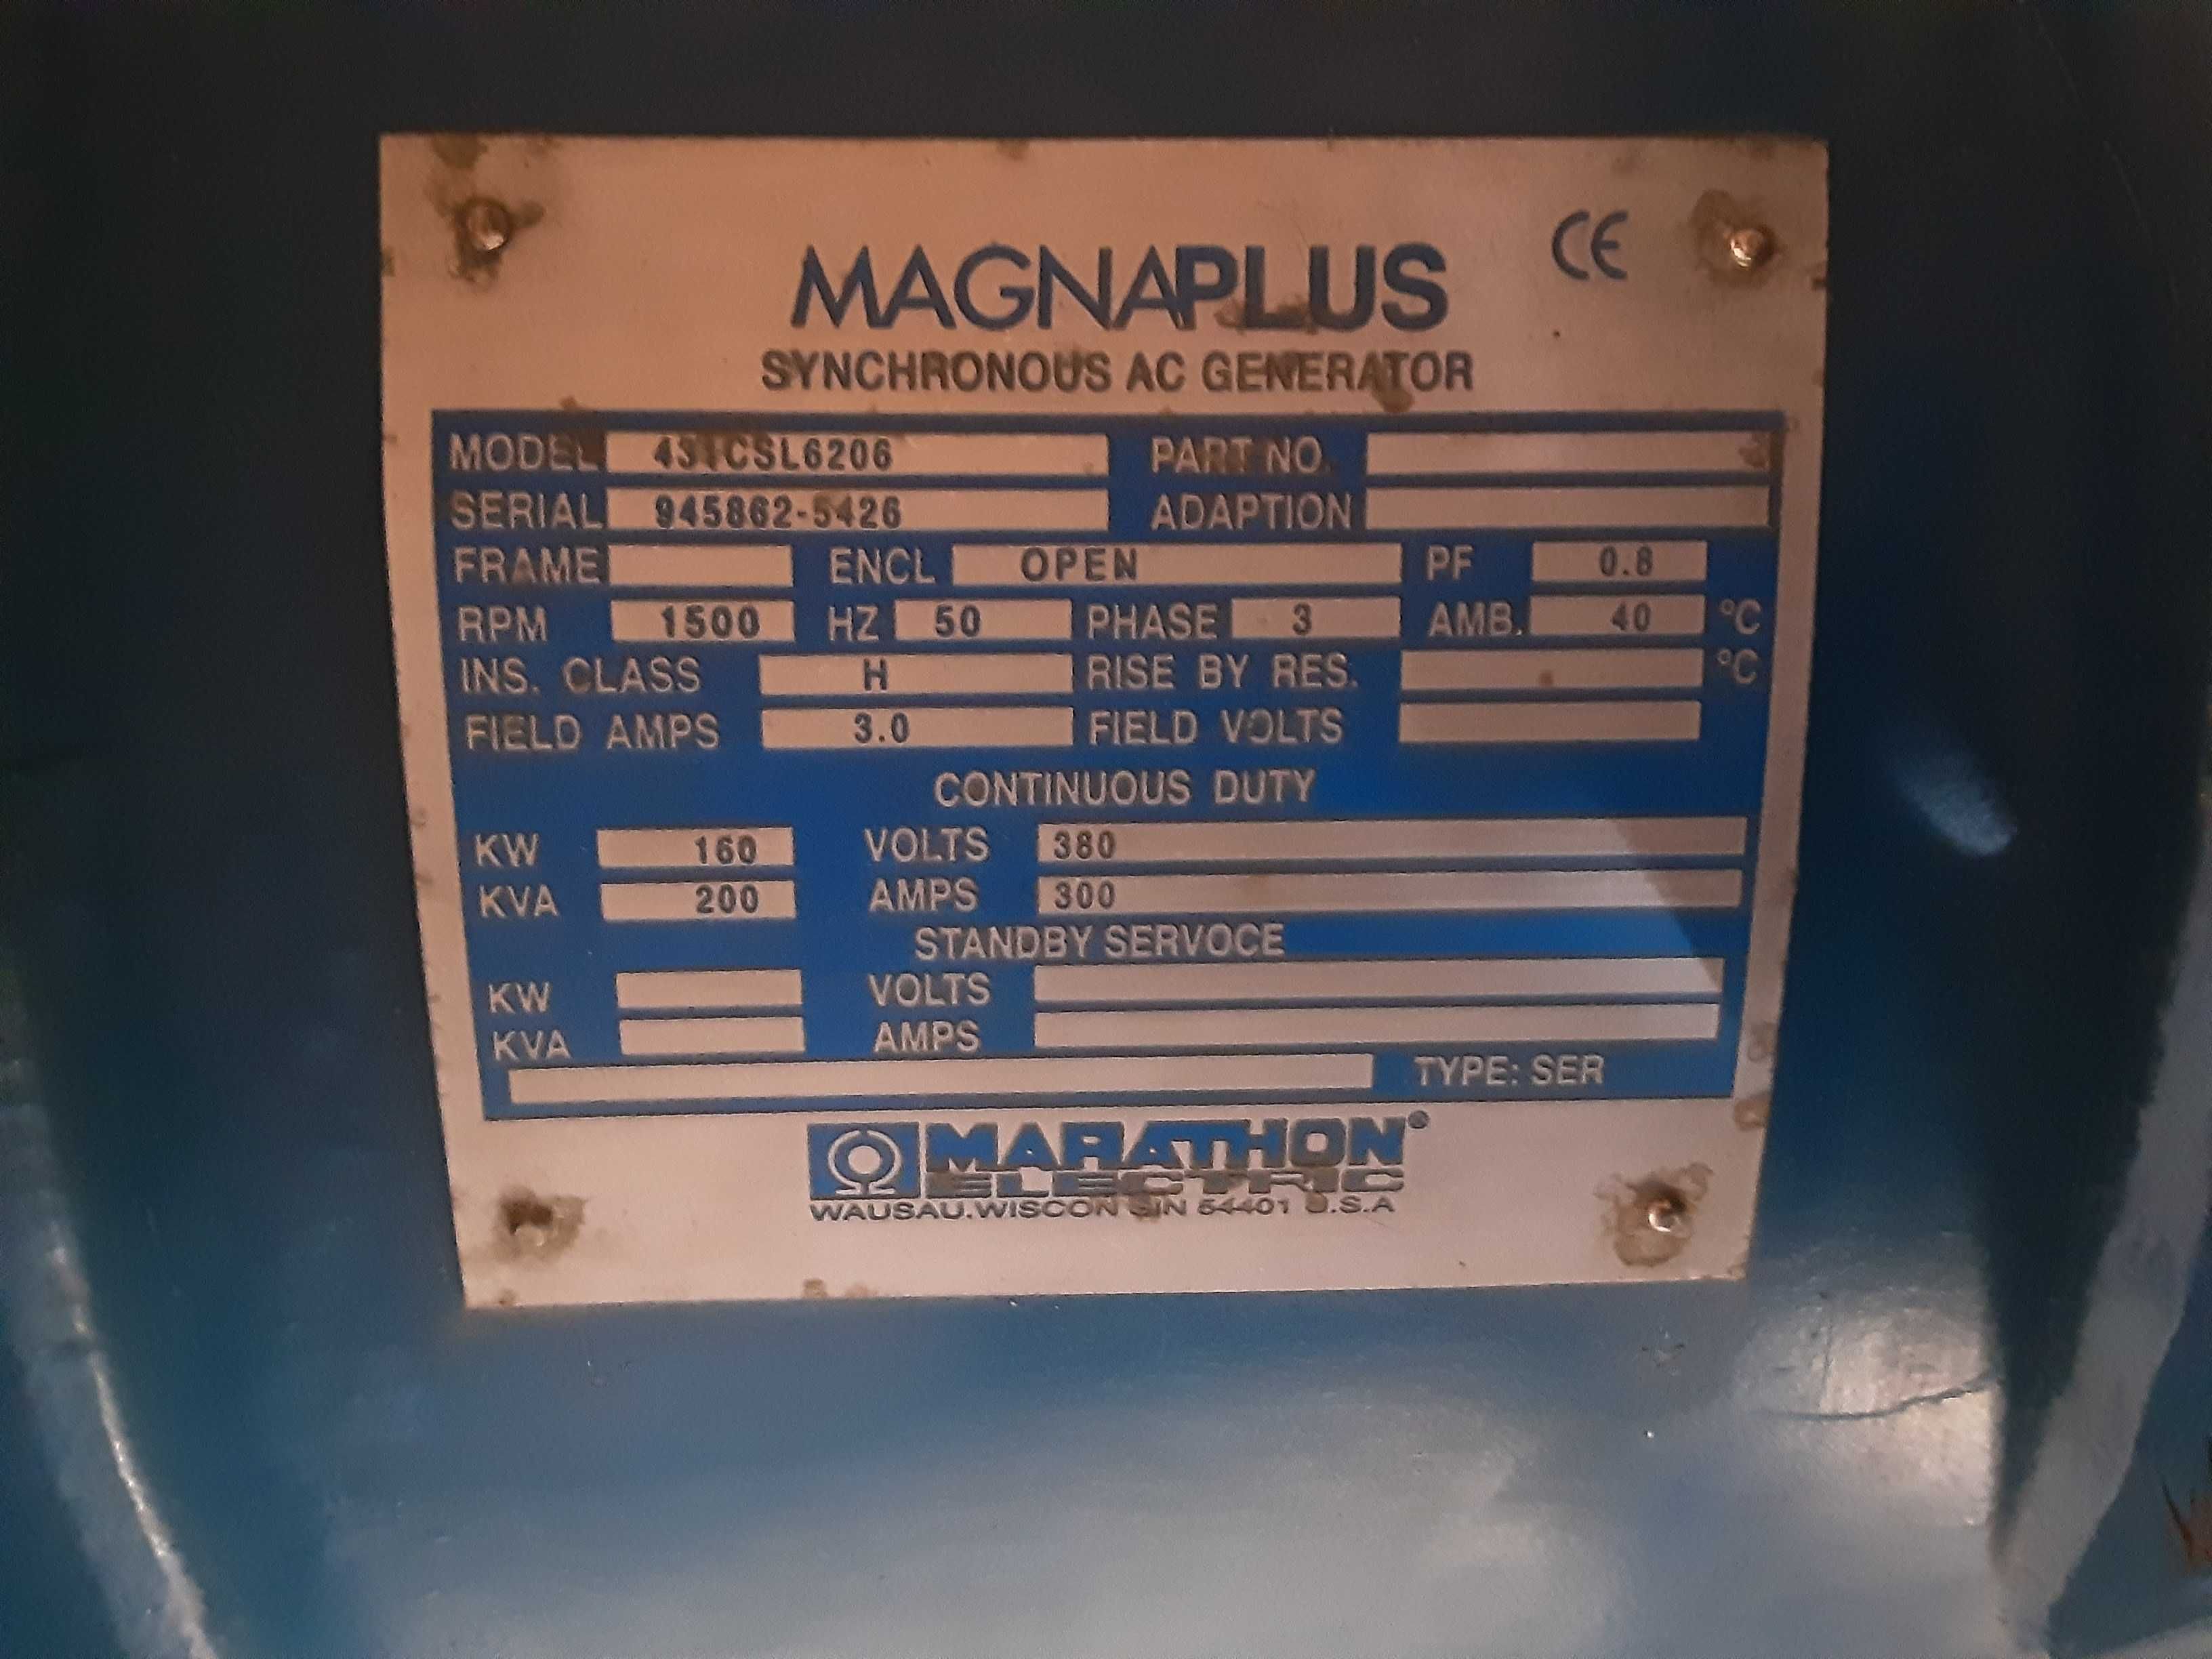 CE
MAGNAPLUS
SYNCHRONOUS AC GENERATOR
MODEL 431CSL6206 PART NO.
SERIAL 945862-5426 ADAPTION
FRAME ENCL OPEN PF 0.8
RPM 1500 HZ 50 PHASE 3 AMB. 40 °C
INS. CLASS H RISE BY RES. °C
FIELD AMPS 3.0 FIELD VOLTS
CONTINUOUS DUTY
KW 160 VOLTS 380
KVA 200 AMPS 300
STANDBY SERVOCE
KW VOLTS
KVA AMPS
TYPE: SER
MARATHON®
ELECTRIC
WAUSAU.WISCON SIN 54401 U.S.A